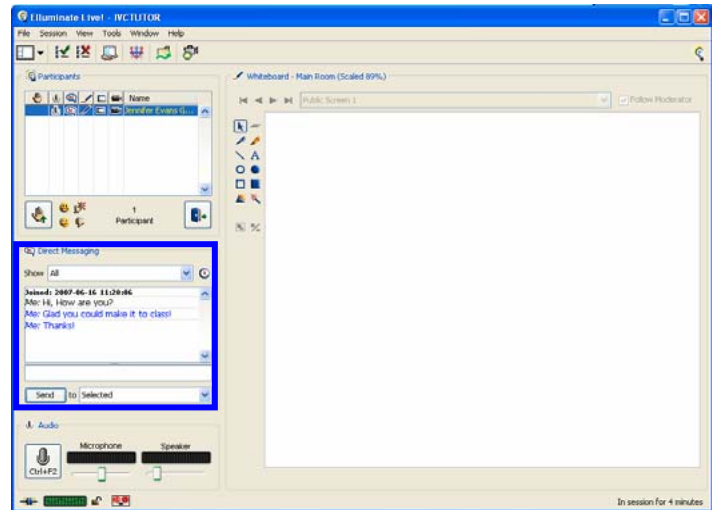 Elluminate Live! - IVCTUTOR
File Session View Tools Window Help
Participants
Name
Jennifer Evans G...
1
Participant
Direct Messaging
Show All
Joined: 2007-06-16 11:20:06
Me: Hi, How are you?
Me: Glad you could make it to class!
Me: Thanks!
Send to Selected
Audio
Microphone Speaker
Ctrl+F2
Whiteboard - Main Room (Scaled 89%)
Public Screen 1 Follow Moderator
A
In session for 4 minutes